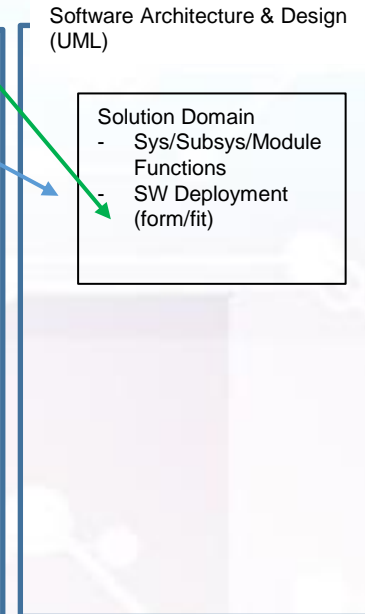 Software Architecture & Design
(UML)
Solution Domain
- Sys/Subsys/Module
Functions
- SW Deployment
(form/fit)